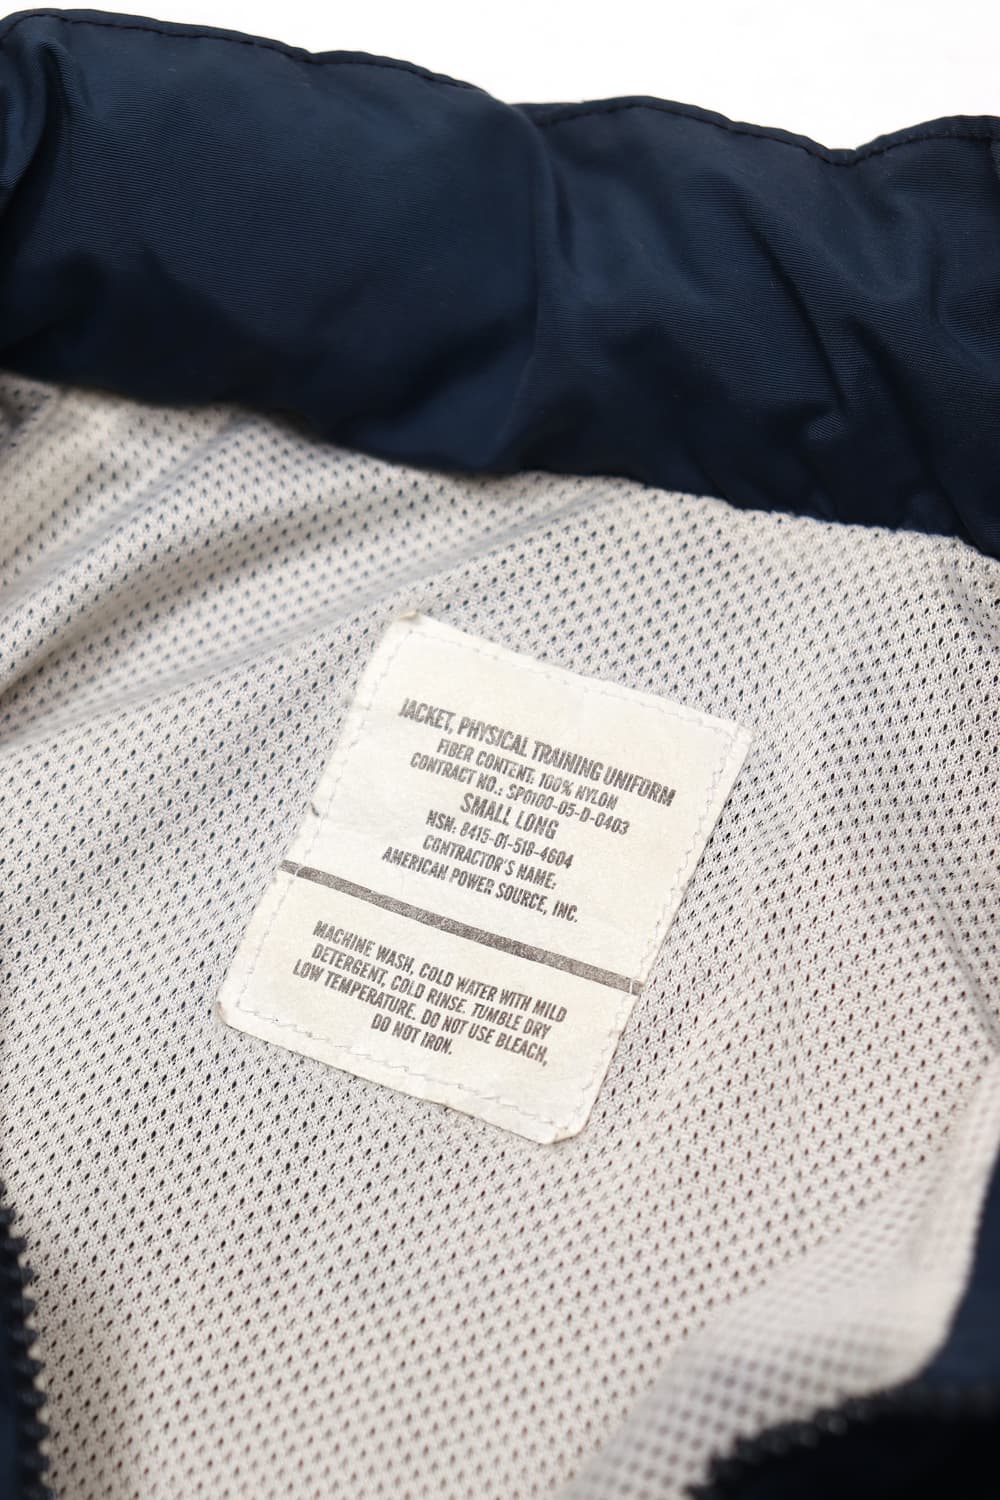 JACKET, PHYSICAL TRAINING UNIFORM
FIBER CONTENT: 100% NYLON
CONTRACT NO.: SPO100-05-D-0403
SMALL LONG
NSN: 8415-01-518-4604
CONTRACTOR'S NAME:
AMERICAN POWER SOURCE, INC.
MACHINE WASH, COLD WATER WITH MILD
DETERGENT, COLD RINSE. TUMBLE DRY
LOW TEMPERATURE. DO NOT USE BLEACH,
DO NOT IRON.